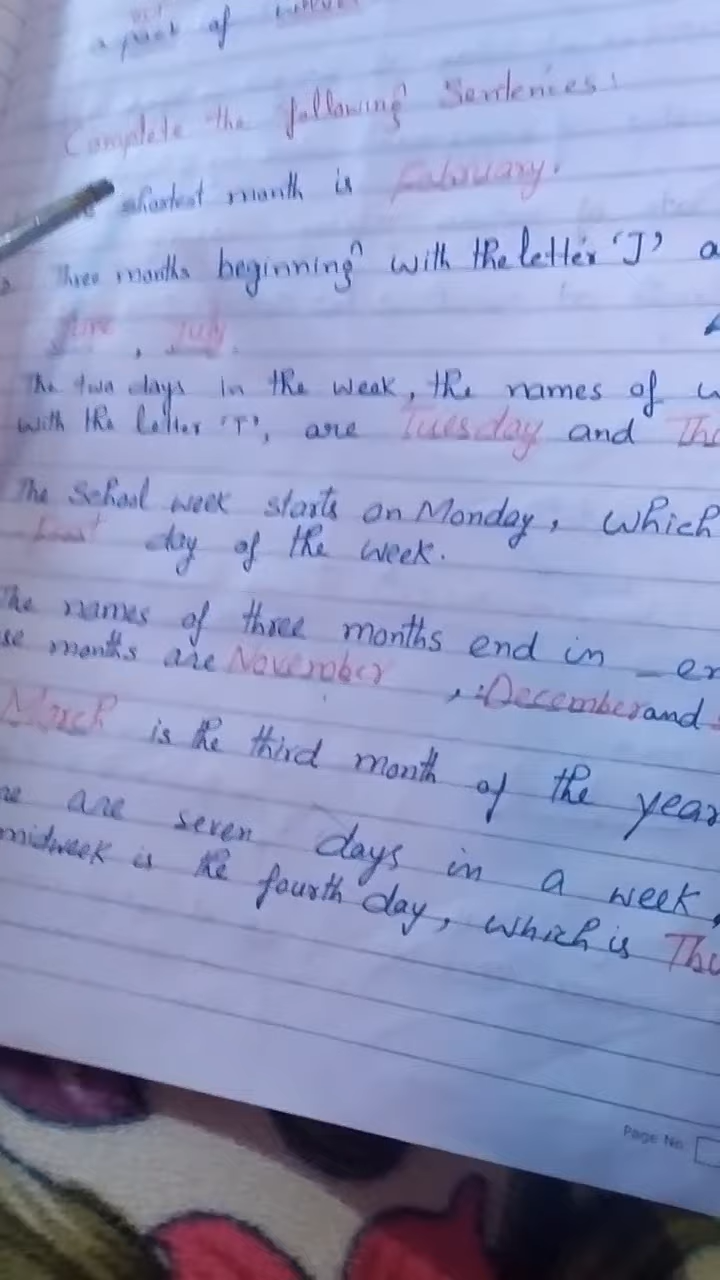 a pack of
Complete the following Sentences:
shortest month is February.
Three months beginning with the letter 'J' a
June, July.
The two days in the week, the names of w
with the letter 'T', are Tuesday and Thu
The School week starts on Monday, which
day of the week.
The names of three months end in _er
se months are November, December and
March is the third month of the year
re are seven days in a week,
midweek is the fourth day, which is Thu
Page No